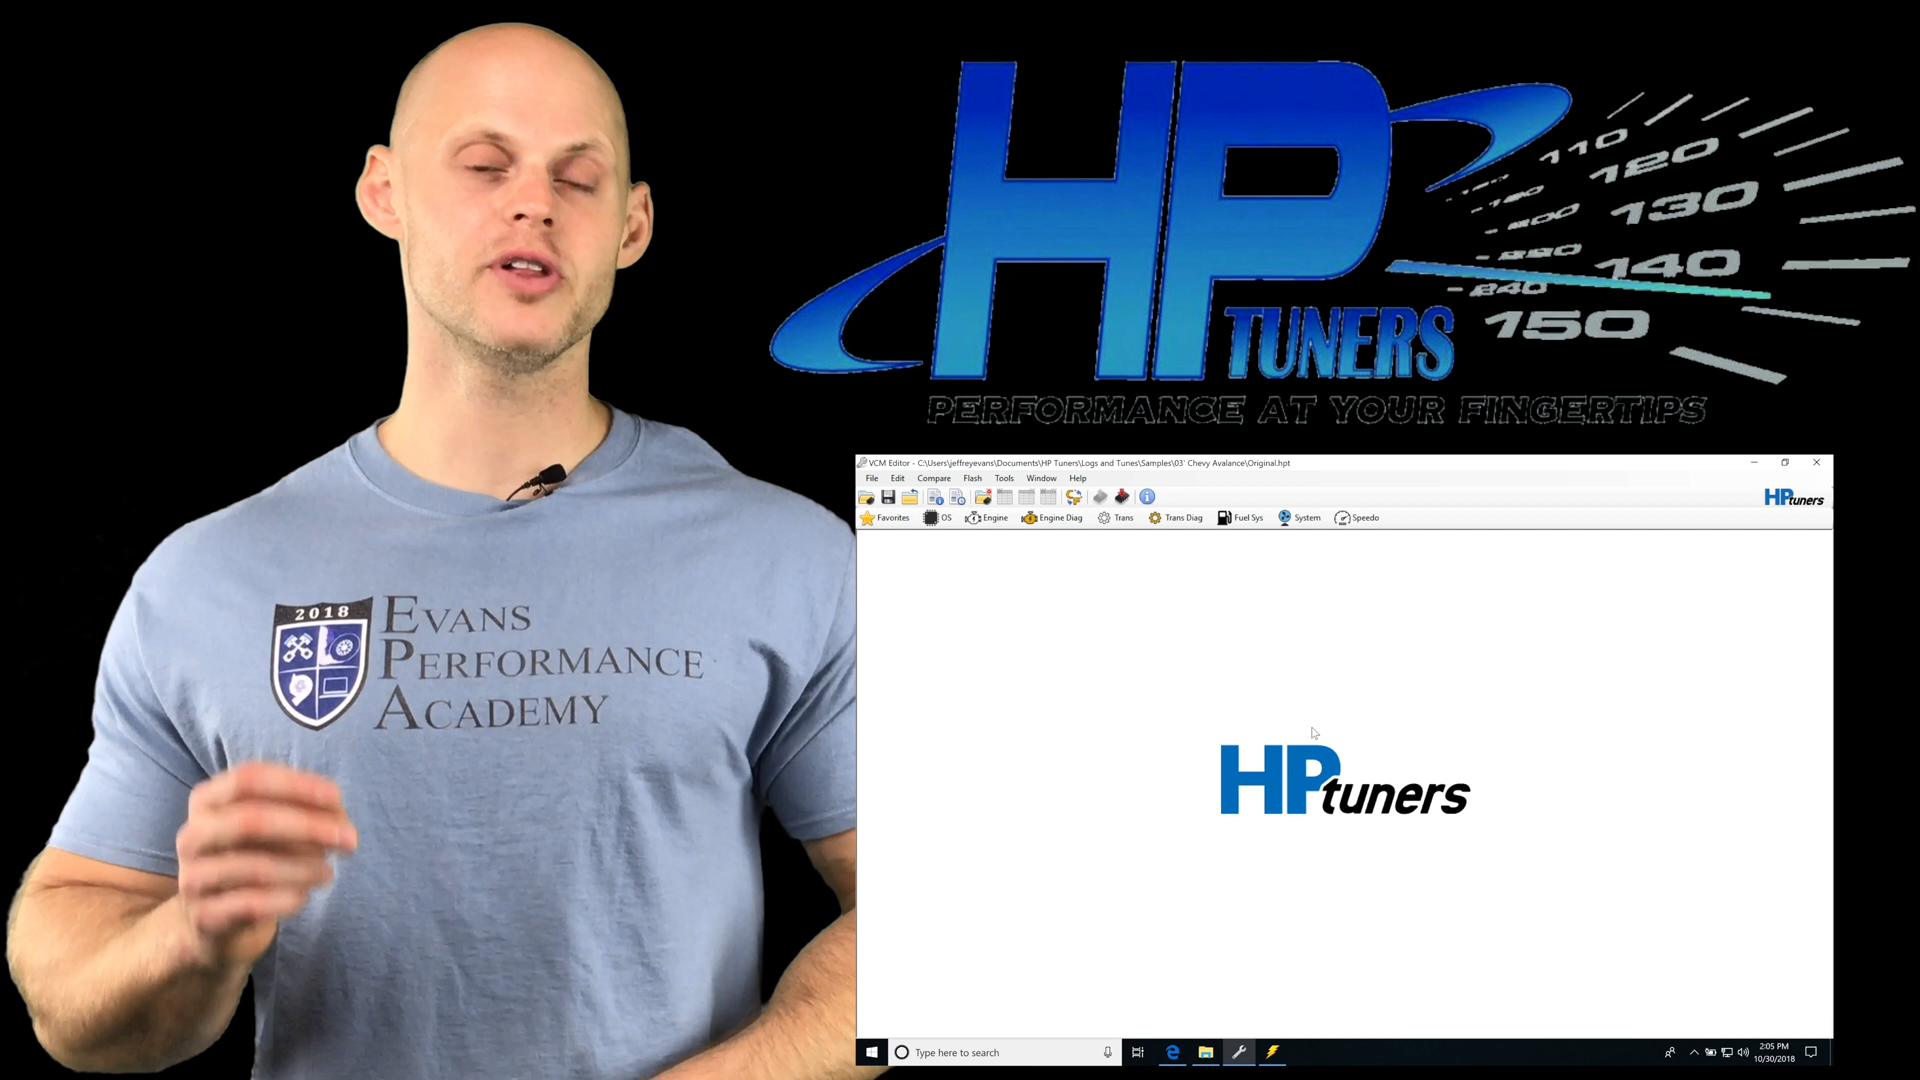 2018
EVANS
PERFORMANCE
ACADEMY
HP
TUNERS
110
120
130
140
150
220
240
PERFORMANCE AT YOUR FINGERTIPS
VCM Editor - C:\Users\jeffreyevans\Documents\HP Tuners\Logs and Tunes\Samples\03' Chevy Avalance\Original.hpt
File Edit Compare Flash Tools Window Help
HPtuners
Favorites OS Engine Engine Diag Trans Trans Diag Fuel Sys System Speedo
HPtuners
Type here to search
2:05 PM
10/30/2018